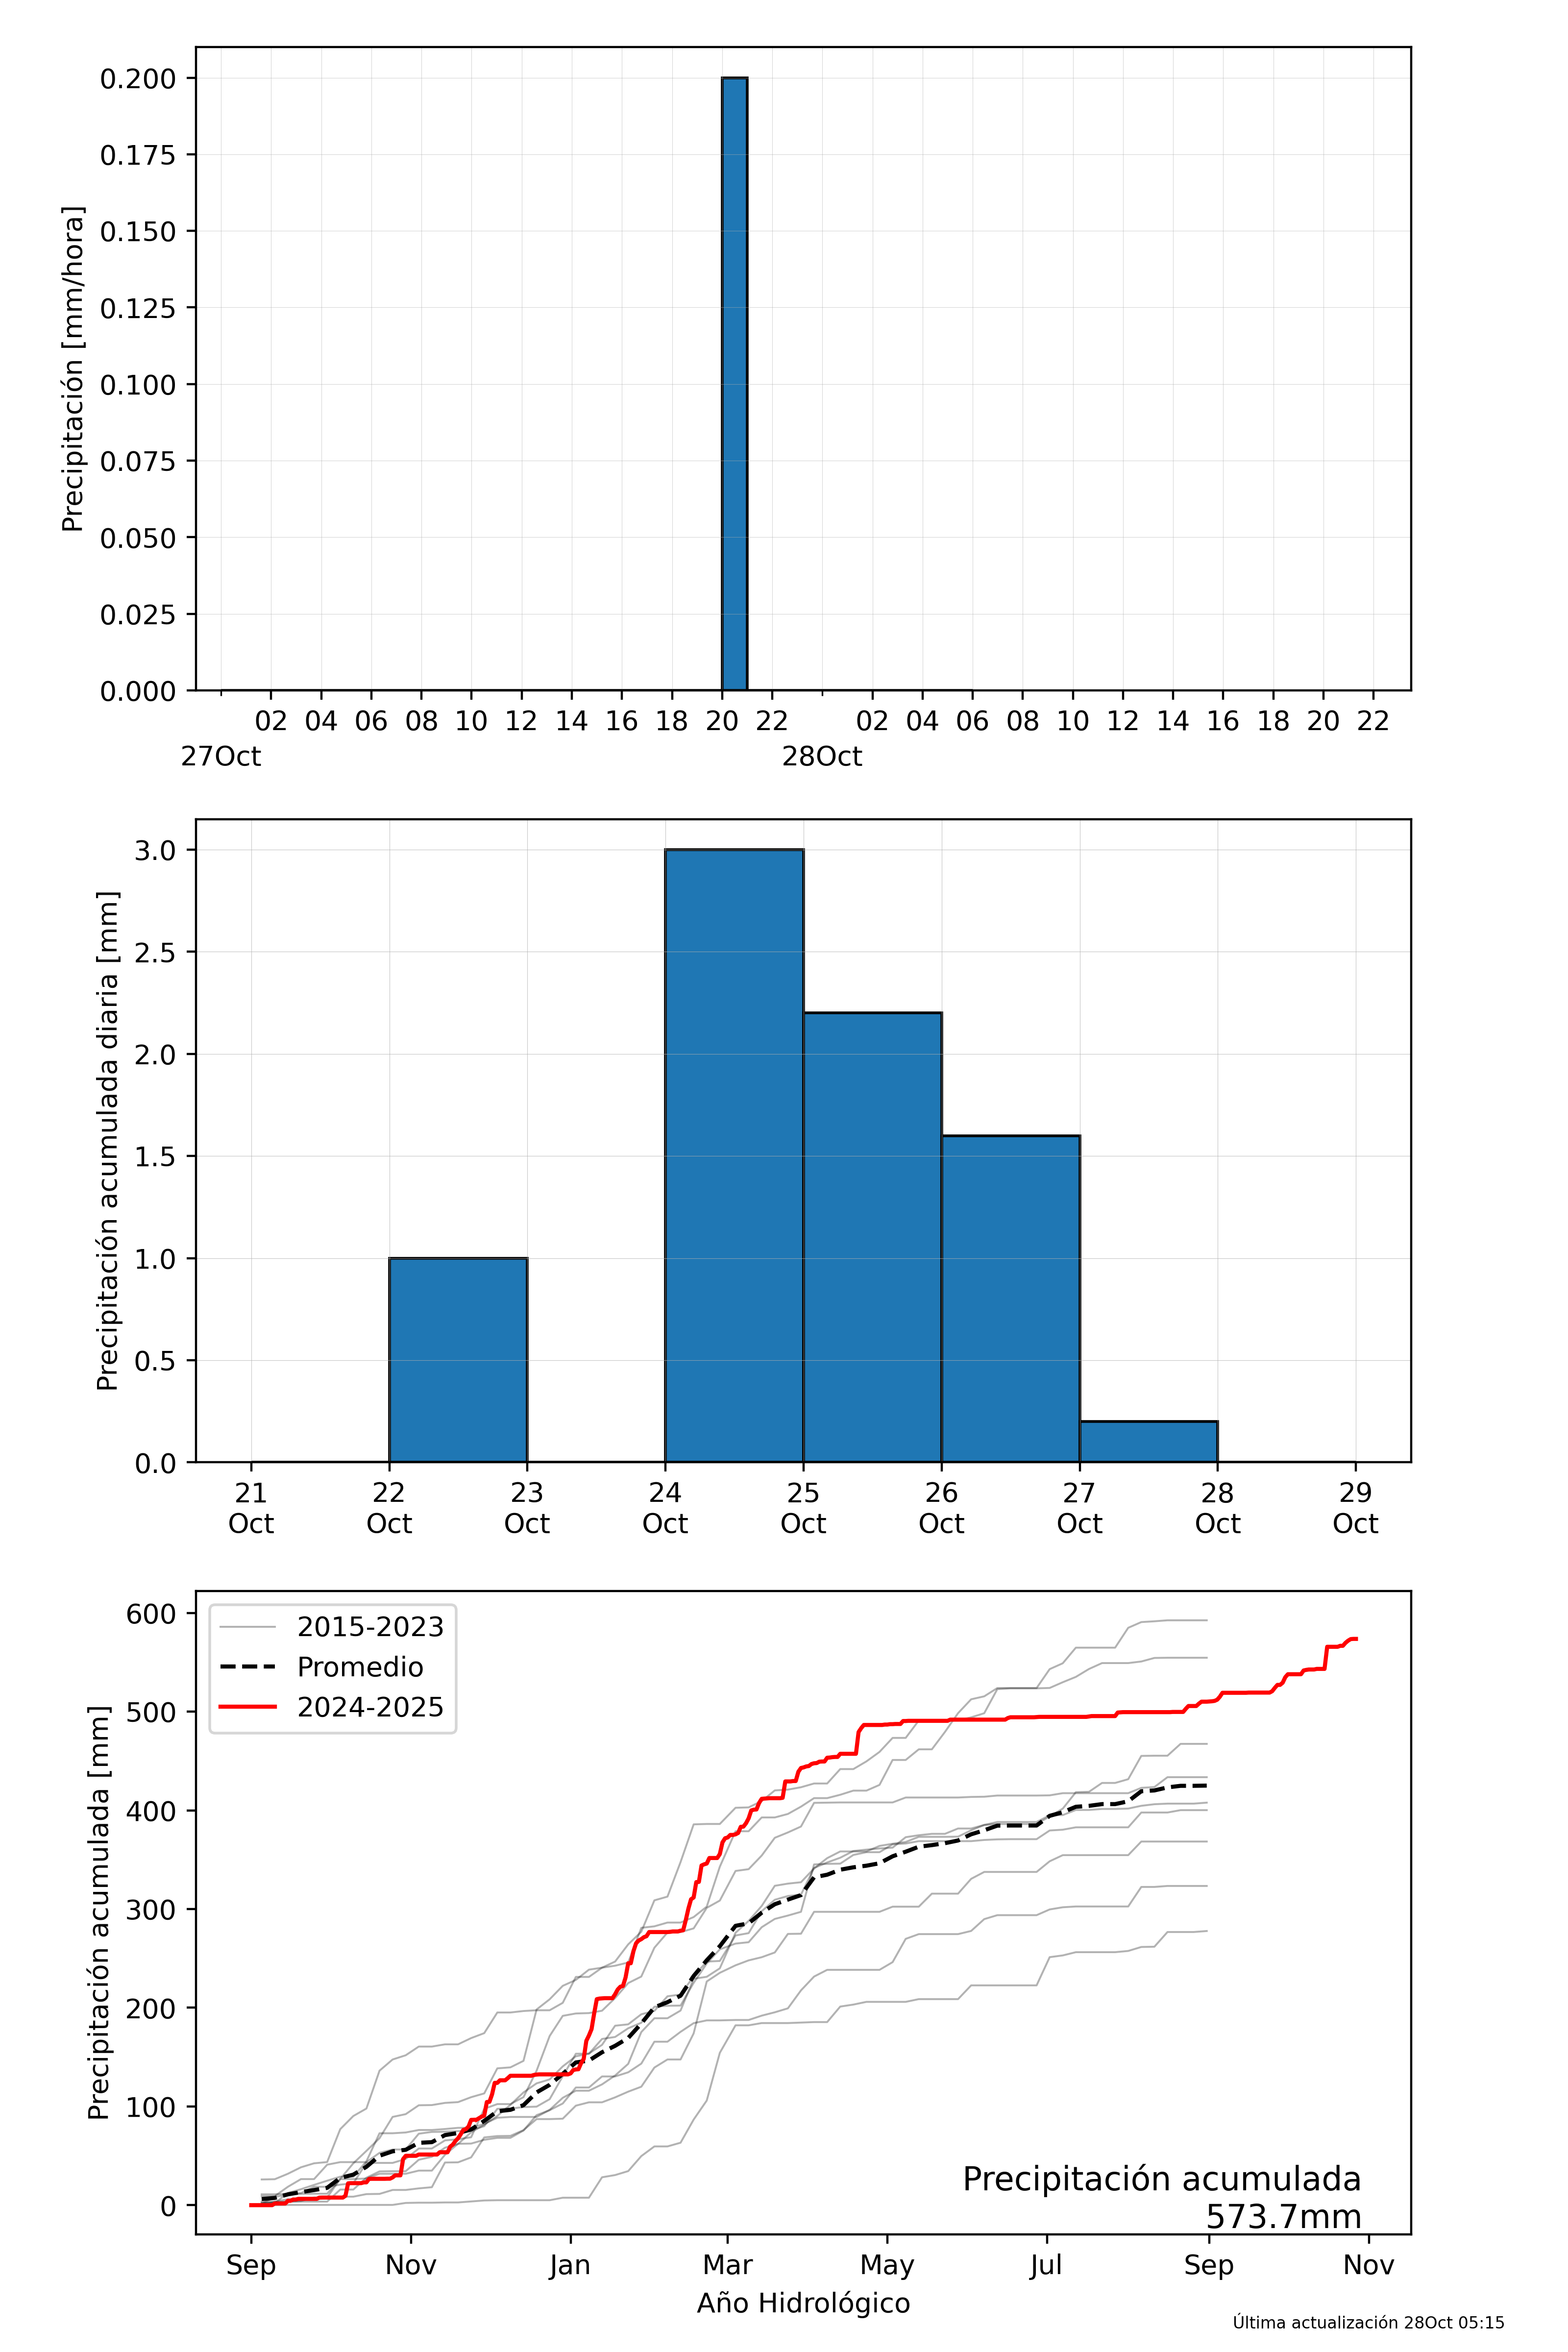 0.200
0.175
0.150
0.125
0.100
0.075
0.050
0.025
0.000
Precipitación [mm/hora]
02 04 06 08 10 12 14 16 18 20 22 02 04 06 08 10 12 14 16 18 20 22
27Oct 28Oct
3.0
2.5
2.0
1.5
1.0
0.5
0.0
Precipitación acumulada diaria [mm]
21 22 23 24 25 26 27 28 29
Oct Oct Oct Oct Oct Oct Oct Oct Oct
600
500
400
300
200
100
0
Precipitación acumulada [mm]
2015-2023
Promedio
2024-2025
Precipitación acumulada
573.7mm
Sep Nov Jan Mar May Jul Sep Nov
Año Hidrológico
Última actualización 28Oct 05:15